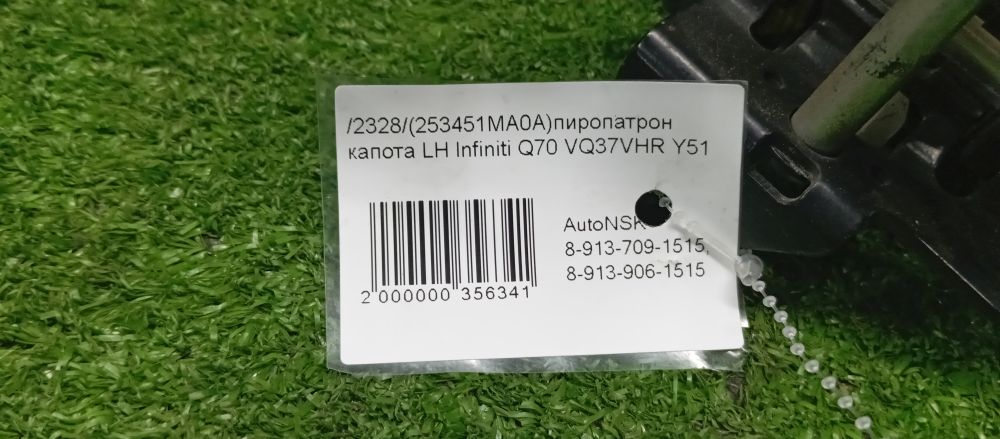 /2328/(253451MA0A)пиропатрон
капота LH Infiniti Q70 VQ37VHR Y51
AutoNSK
8-913-709-1515,
8-913-906-1515
2 000000 356341